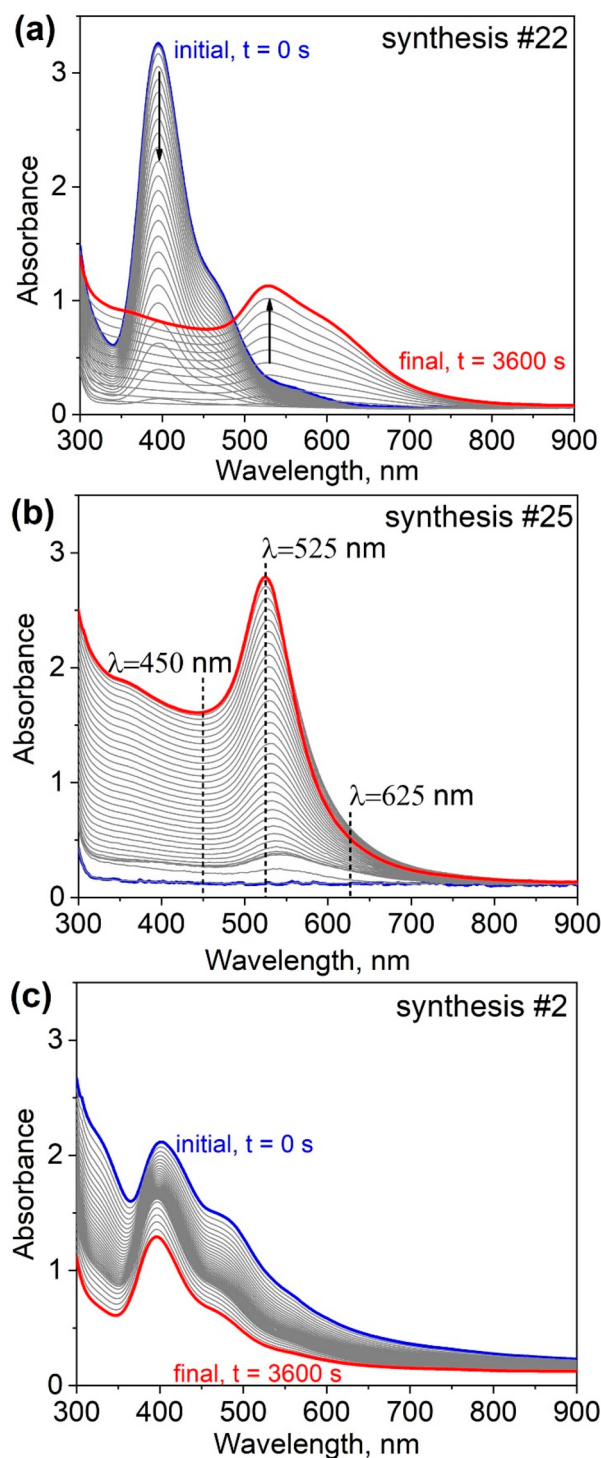 (a)
synthesis #22
initial, t = 0 s
3
2
1
0
Absorbance
final, t = 3600 s
300 400 500 600 700 800 900
Wavelength, nm
(b)
synthesis #25
λ=525 nm
λ=450 nm
λ=625 nm
3
2
1
0
Absorbance
300 400 500 600 700 800 900
Wavelength, nm
(c)
synthesis #2
initial, t = 0 s
3
2
1
0
Absorbance
final, t = 3600 s
300 400 500 600 700 800 900
Wavelength, nm